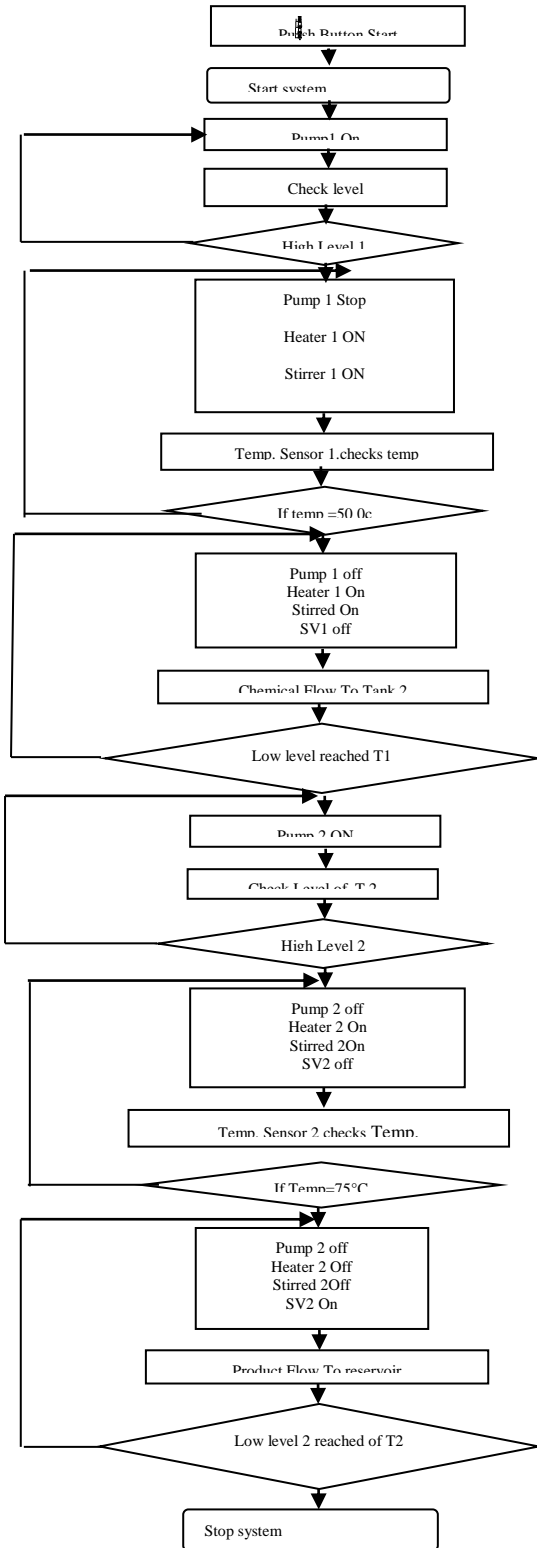 Push Button Start
Start system
Pump1 On
Check level
High Level 1
Pump 1 Stop
Heater 1 ON
Stirrer 1 ON
Temp. Sensor 1.checks temp
If temp =50 0c
Pump 1 off
Heater 1 On
Stirred On
SV1 off
Chemical Flow To Tank 2
Low level reached T1
Pump 2 ON
Check Level of T 2
High Level 2
Pump 2 off
Heater 2 On
Stirred 2On
SV2 off
Temp. Sensor 2 checks Temp.
If Temp=75°C
Pump 2 off
Heater 2 Off
Stirred 2Off
SV2 On
Product Flow To reservoir
Low level 2 reached of T2
Stop system